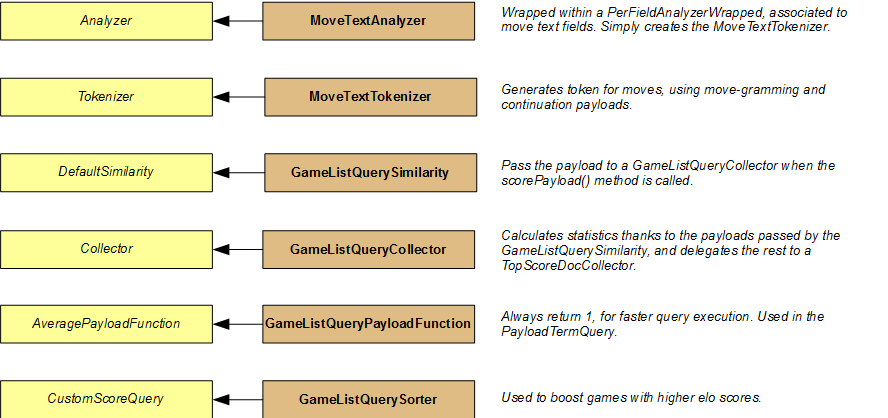 Analyzer
MoveTextAnalyzer
Wrapped within a PerFieldAnalyzerWrapped, associated to
move text fields. Simply creates the MoveTextTokenizer.
Tokenizer
MoveTextTokenizer
Generates token for moves, using move-gramming and
continuation payloads.
DefaultSimilarity
GameListQuerySimilarity
Pass the payload to a GameListQueryCollector when the
scorePayload() method is called.
Collector
GameListQueryCollector
Calculates statistics thanks to the payloads passed by the
GameListQuerySimilarity, and delegates the rest to a
TopScoreDocCollector.
AveragePayloadFunction
GameListQueryPayloadFunction
Always return 1, for faster query execution. Used in the
PayloadTermQuery.
CustomScoreQuery
GameListQuerySorter
Used to boost games with higher elo scores.